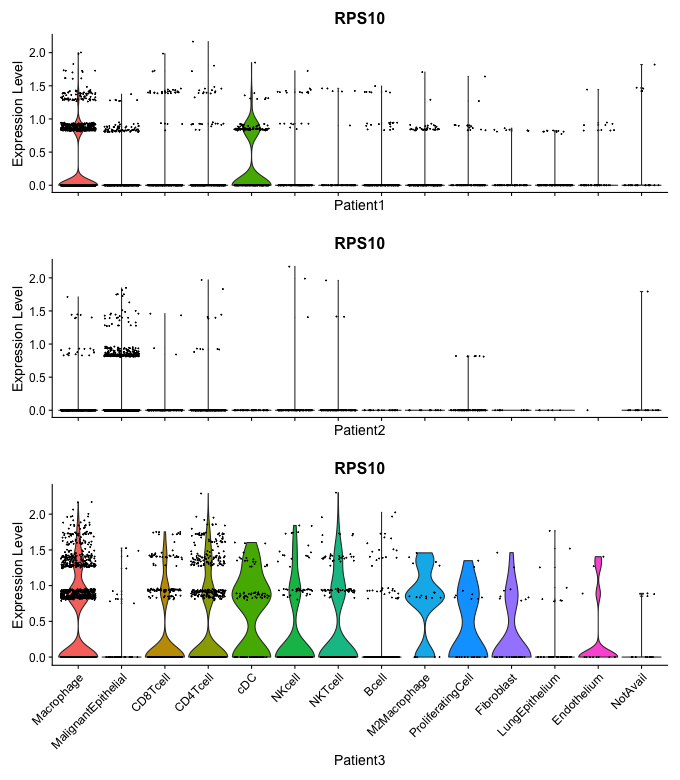 RPS10
Expression Level
2.0
1.5
1.0
0.5
0.0
Patient1
RPS10
Expression Level
2.0
1.5
1.0
0.5
0.0
Patient2
RPS10
Expression Level
2.0
1.5
1.0
0.5
0.0
Macrophage
MalignantEpithelial
CD8Tcell
CD4Tcell
cDC
NKcell
NKTcell
Bcell
M2Macrophage
ProliferatingCell
Fibroblast
LungEpithelium
Endothelium
NotAvail
Patient3